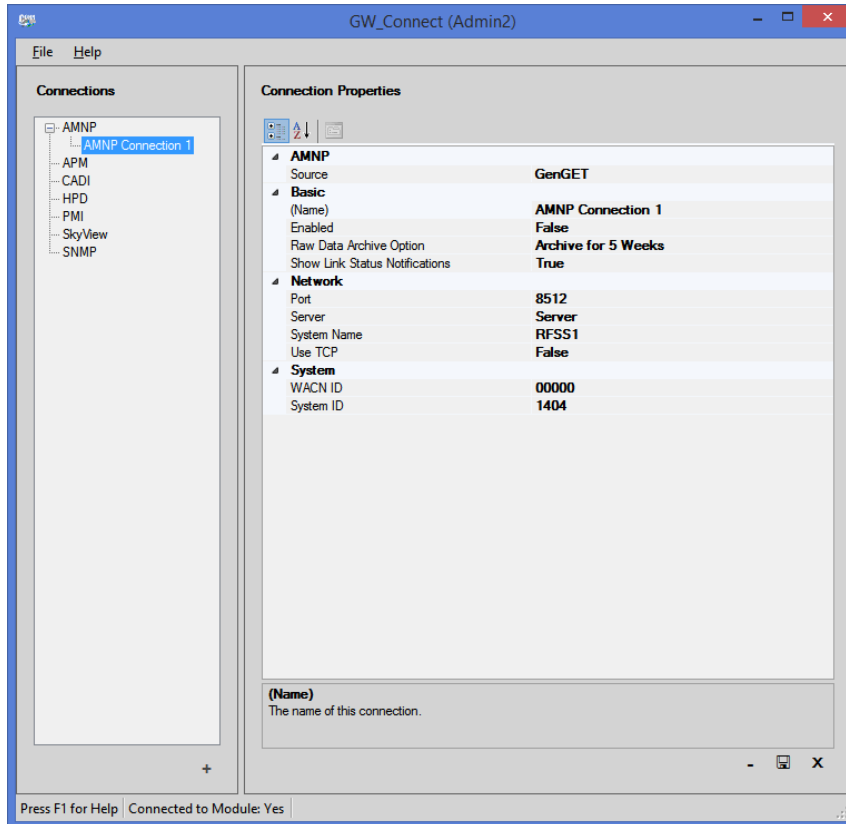 GW_Connect (Admin2)
File Help
Connections
AMNP
AMNP Connection 1
APM
CADI
HPD
PMI
SkyView
SNMP
+
Connection Properties
AMNP
Source GenGET
Basic
(Name) AMNP Connection 1
Enabled False
Raw Data Archive Option Archive for 5 Weeks
Show Link Status Notifications True
Network
Port 8512
Server Server
System Name RFSS1
Use TCP False
System
WACN ID 00000
System ID 1404
(Name)
The name of this connection.
- X
Press F1 for Help Connected to Module: Yes